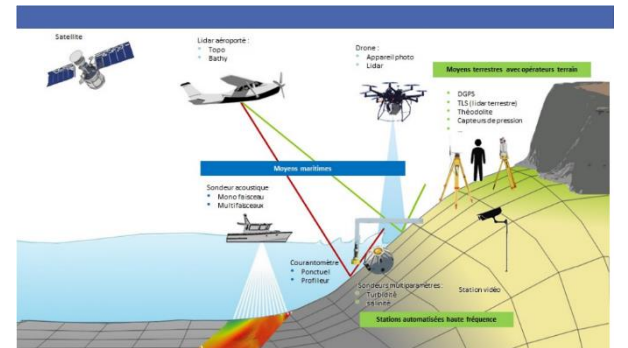 Satellite
Lidar aéroporté :
Topo
Bathy
Drone :
Appareil photo
Lidar
Moyens terrestres avec opérateurs terrain
DGPS
TLS (lidar terrestre)
Théodolite
Capteurs de pression
...
Moyens maritimes
Sondeur acoustique
Mono faisceau
Multifaisceaux
Courantomètre
Ponctuel
Profileur
Sondeurs multiparamètres :
Turbidité
salinité
Station vidéo
Stations automatisées haute fréquence